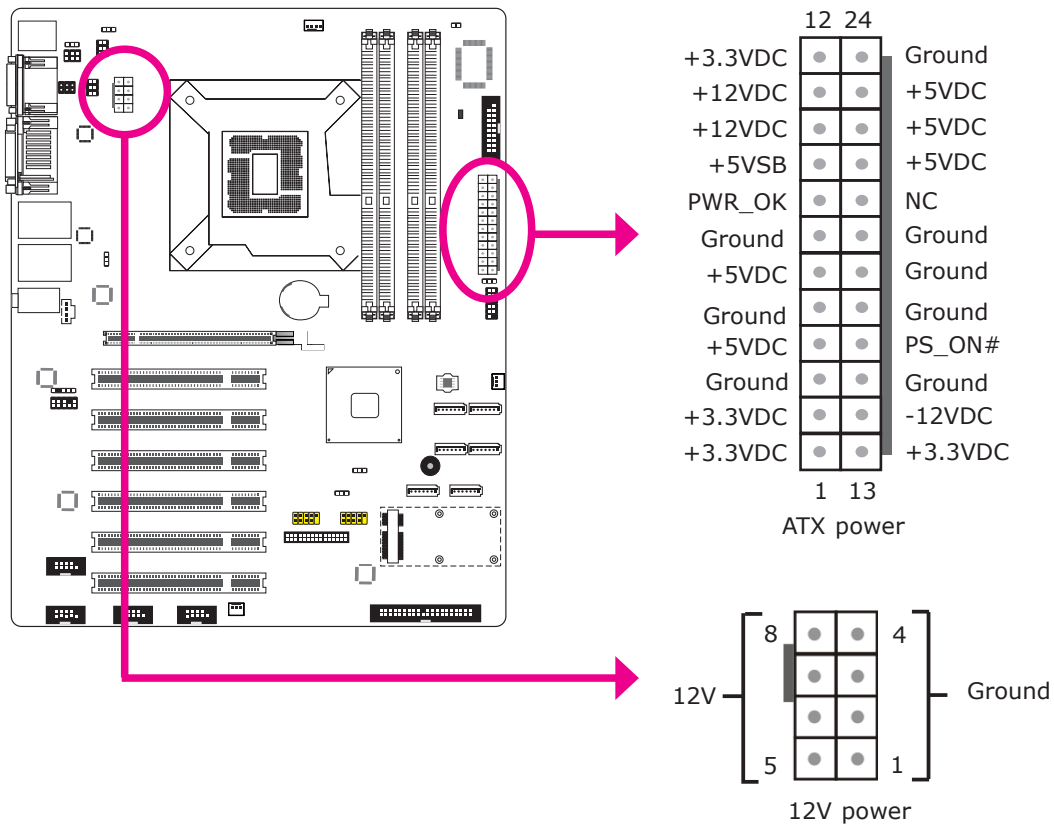 12 24
+3.3VDC Ground
+12VDC +5VDC
+12VDC +5VDC
+5VSB +5VDC
PWR_OK NC
Ground Ground
+5VDC Ground
Ground Ground
+5VDC PS_ON#
Ground Ground
+3.3VDC -12VDC
+3.3VDC +3.3VDC
1 13
ATX power
8 4
12V Ground
5 1
12V power